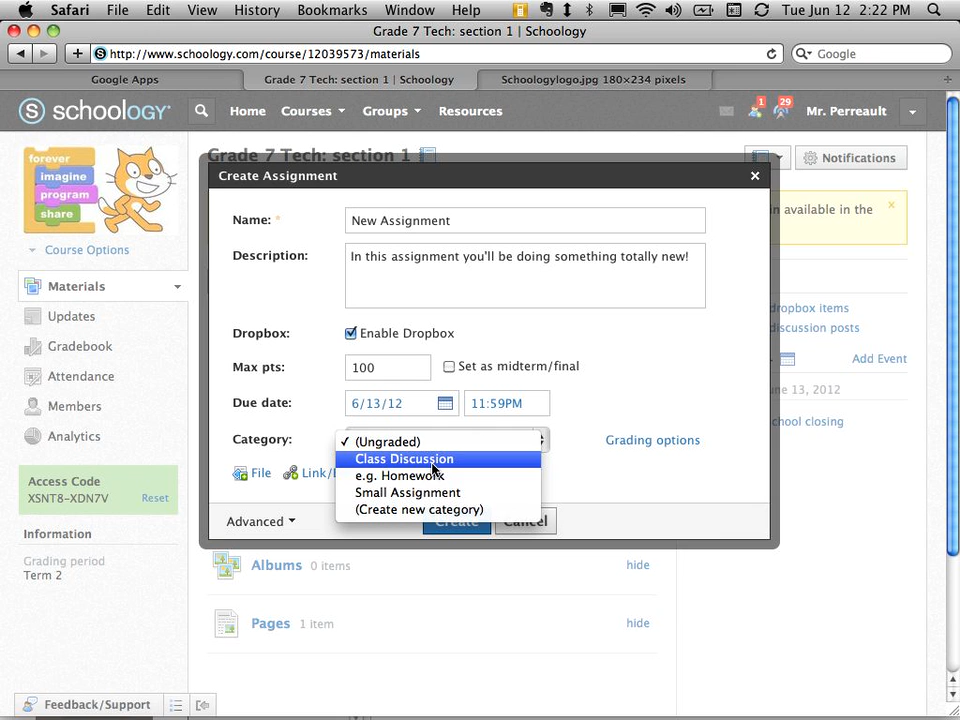 Safari File Edit View History Bookmarks Window Help Tue Jun 12 2:22 PM
Grade 7 Tech: section 1 | Schoology
http://www.schoology.com/course/12039573/materials
Google
Google Apps
Grade 7 Tech: section 1 | Schoology
Schoologylogo.jpg 180×234 pixels
S schoology
Home Courses Groups Resources
1 29 Mr. Perreault
forever
imagine
program
share
Course Options
Materials
Updates
Gradebook
Attendance
Members
Analytics
Access Code
XSNT8-XDN7V Reset
Information
Grading period
Term 2
Grade 7 Tech: section 1
Notifications
in available in the
x
dropbox items
discussion posts
Add Event
ne 13, 2012
chool closing
Create Assignment
Name: *
New Assignment
Description:
In this assignment you'll be doing something totally new!
Dropbox:
Enable Dropbox
Max pts:
100
Set as midterm/final
Due date:
6/13/12
11:59PM
Category:
✓ (Ungraded)
Class Discussion
e.g. Homework
Small Assignment
(Create new category)
Grading options
File
Link/
Advanced
Create
Cancel
Albums 0 items hide
Pages 1 item hide
Feedback/Support